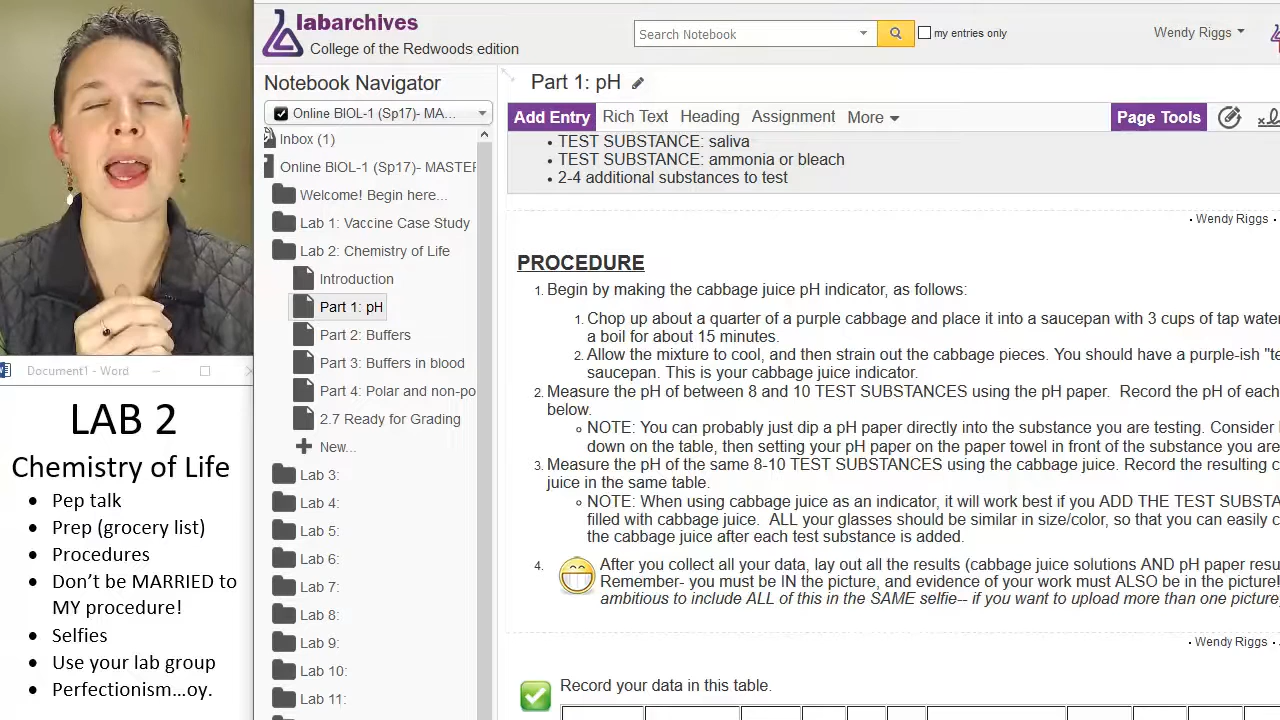 labarchives
College of the Redwoods edition
Search Notebook
my entries only
Wendy Riggs
Notebook Navigator
Online BIOL-1 (Sp17)- MA...
Inbox (1)
Online BIOL-1 (Sp17)- MASTER
Welcome! Begin here...
Lab 1: Vaccine Case Study
Lab 2: Chemistry of Life
Introduction
Part 1: pH
Part 2: Buffers
Part 3: Buffers in blood
Part 4: Polar and non-po
2.7 Ready for Grading
New...
Lab 3:
Lab 4:
Lab 5:
Lab 6:
Lab 7:
Lab 8:
Lab 9:
Lab 10:
Lab 11:
Part 1: pH
Add Entry Rich Text Heading Assignment More
Page Tools
• TEST SUBSTANCE: saliva
• TEST SUBSTANCE: ammonia or bleach
• 2-4 additional substances to test
• Wendy Riggs
PROCEDURE
1. Begin by making the cabbage juice pH indicator, as follows:
1. Chop up about a quarter of a purple cabbage and place it into a saucepan with 3 cups of tap water
a boil for about 15 minutes.
2. Allow the mixture to cool, and then strain out the cabbage pieces. You should have a purple-ish "te
saucepan. This is your cabbage juice indicator.
2. Measure the pH of between 8 and 10 TEST SUBSTANCES using the pH paper. Record the pH of each
below.
NOTE: You can probably just dip a pH paper directly into the substance you are testing. Consider
down on the table, then setting your pH paper on the paper towel in front of the substance you are
3. Measure the pH of the same 8-10 TEST SUBSTANCES using the cabbage juice. Record the resulting c
juice in the same table.
NOTE: When using cabbage juice as an indicator, it will work best if you ADD THE TEST SUBSTA
filled with cabbage juice. ALL your glasses should be similar in size/color, so that you can easily c
the cabbage juice after each test substance is added.
4. After you collect all your data, lay out all the results (cabbage juice solutions AND pH paper resu
Remember- you must be IN the picture, and evidence of your work must ALSO be in the picture!
ambitious to include ALL of this in the SAME selfie-- if you want to upload more than one picture,
• Wendy Riggs
Record your data in this table.
Document1 - Word
LAB 2
Chemistry of Life
• Pep talk
• Prep (grocery list)
• Procedures
• Don't be MARRIED to
MY procedure!
• Selfies
• Use your lab group
• Perfectionism...oy.